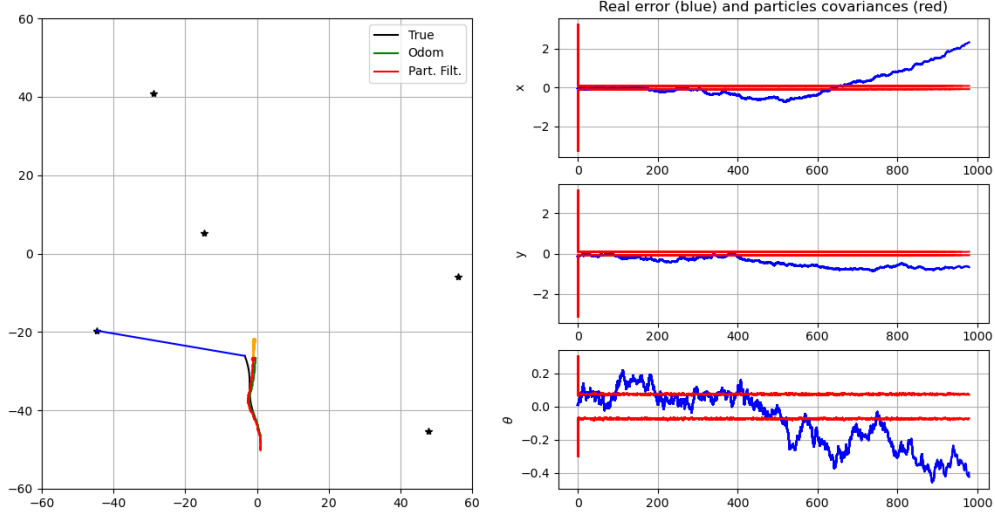 Real error (blue) and particles covariances (red)
60
40
20
0
−20
−40
−60
−60 −40 −20 0 20 40 60
True
Odom
Part. Filt.
x
2
0
−2
0 200 400 600 800 1000
y
2
0
−2
0 200 400 600 800 1000
θ
0.2
0.0
−0.2
−0.4
0 200 400 600 800 1000